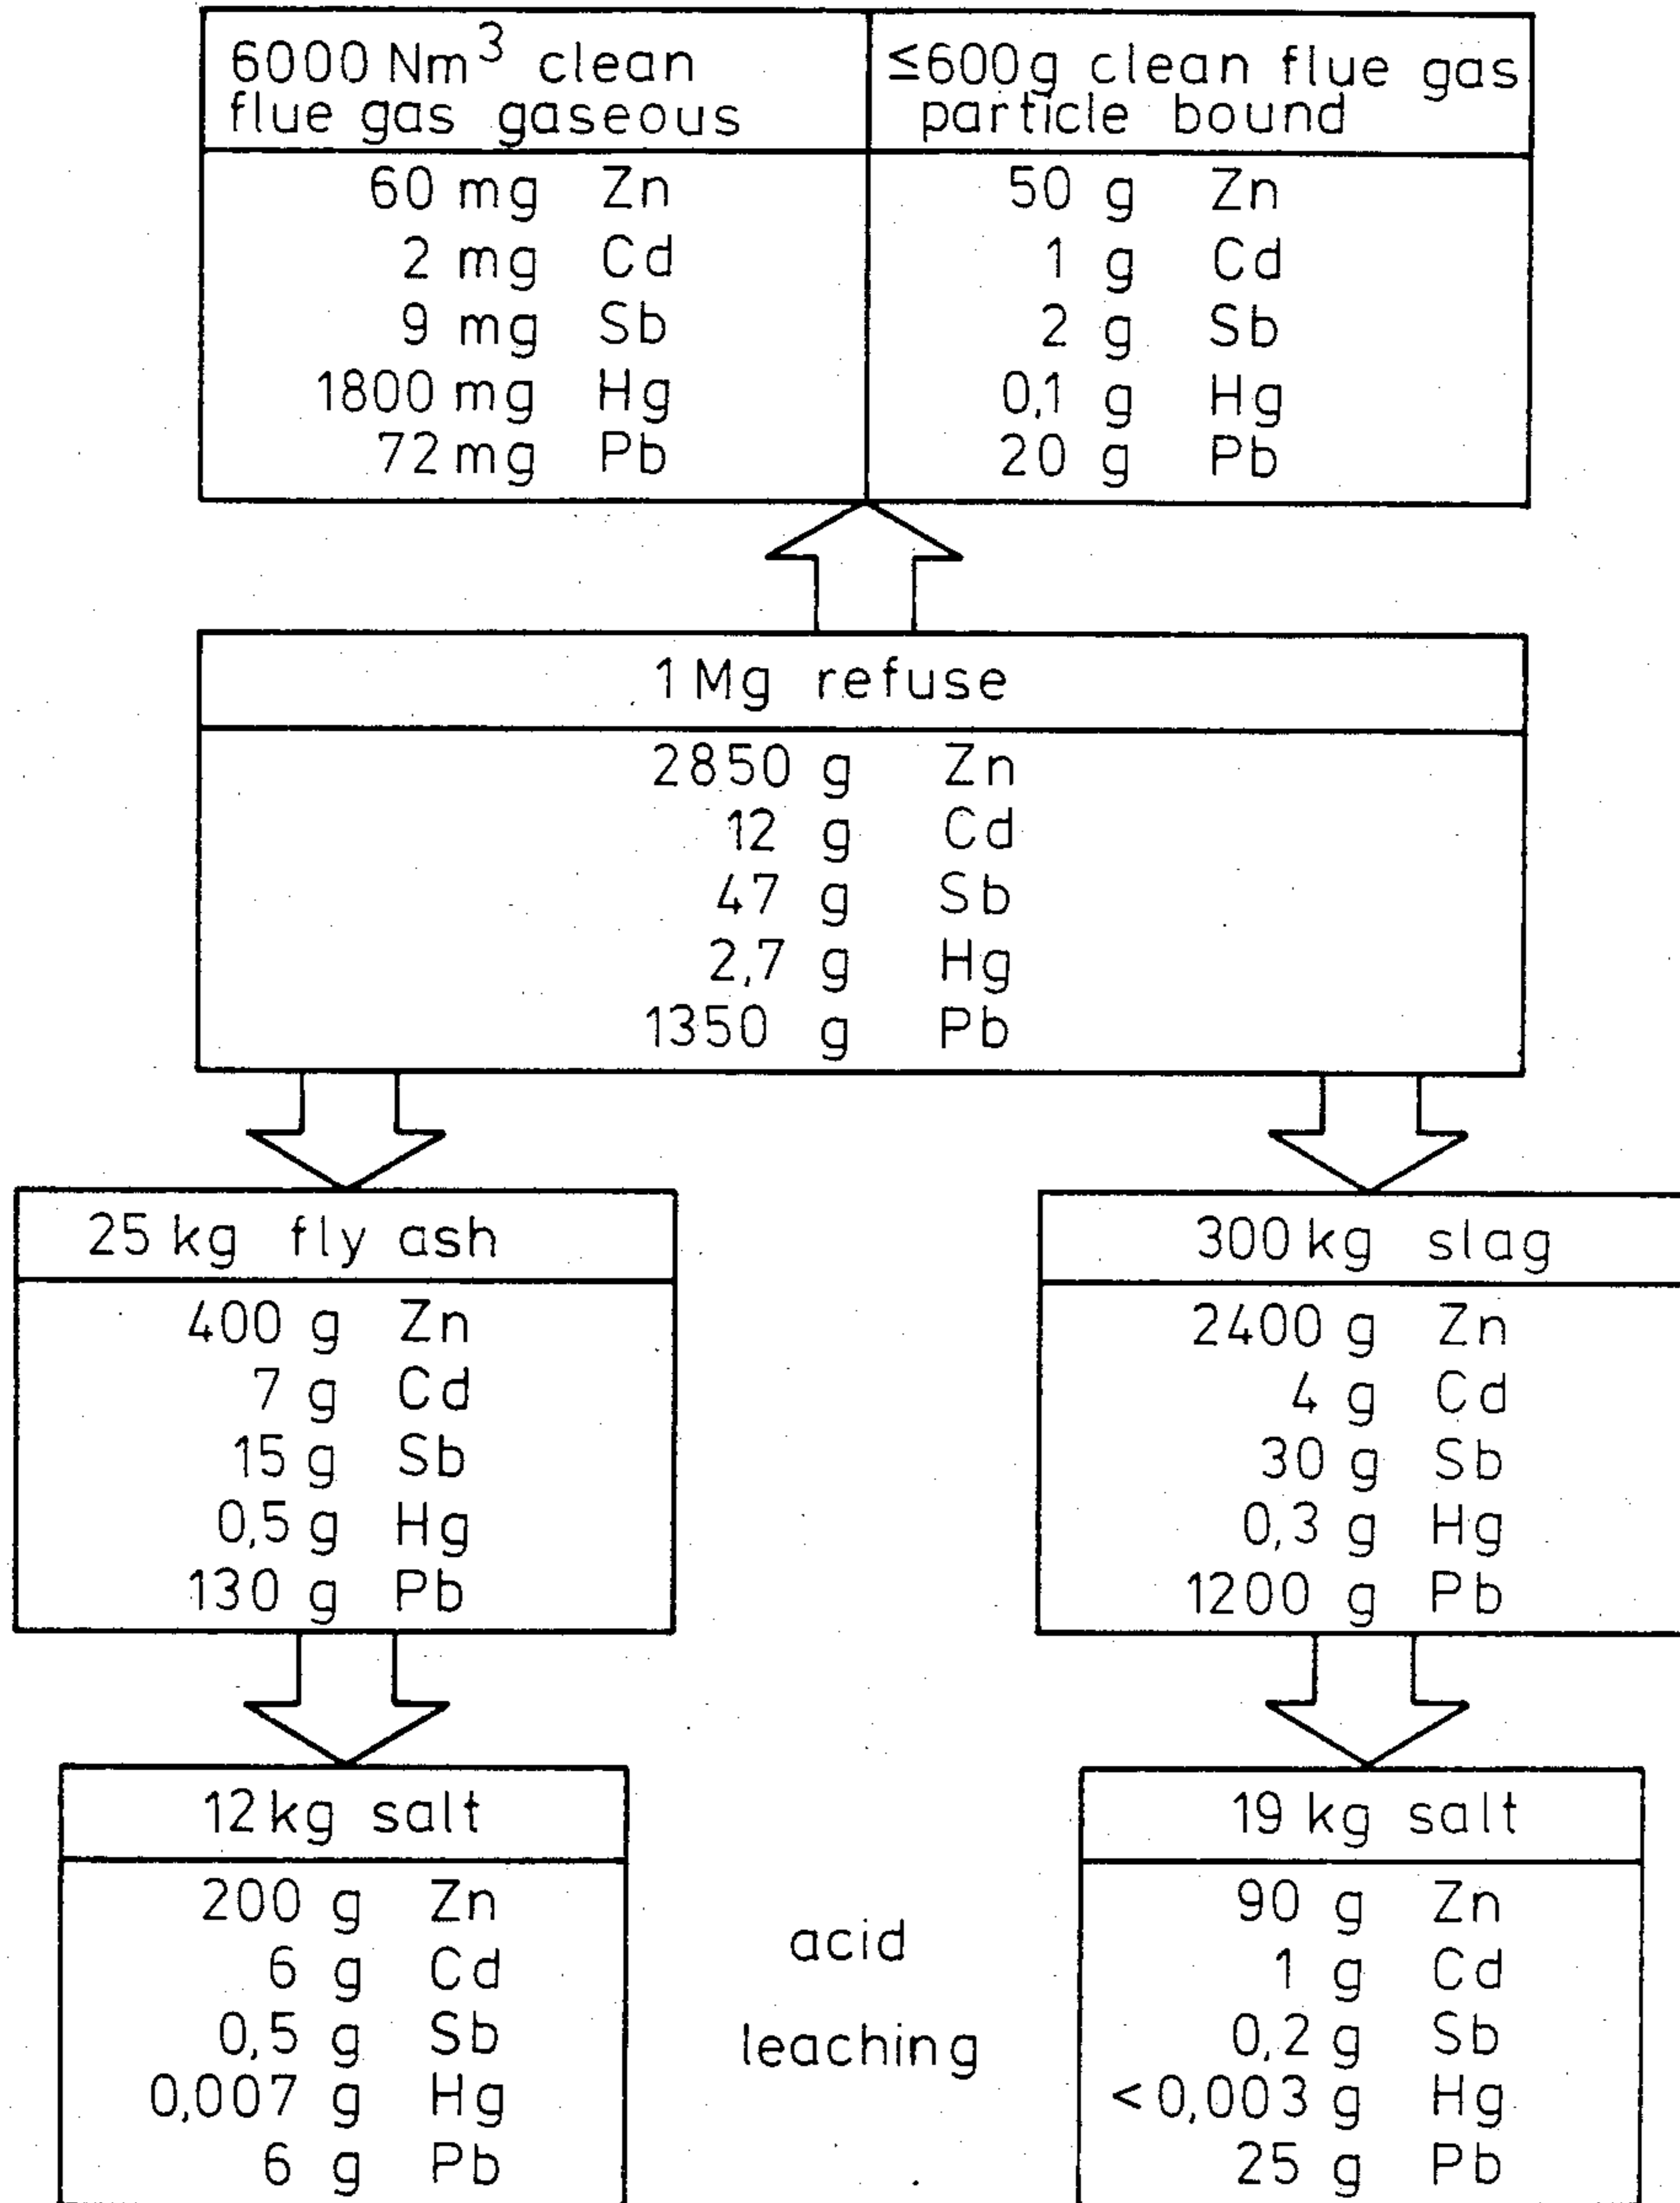 6000 Nm³ clean
flue gas gaseous
60 mg Zn
2 mg Cd
9 mg Sb
1800 mg Hg
72 mg Pb
≤600g clean flue gas
particle bound
50 g Zn
1 g Cd
2 g Sb
0,1 g Hg
20 g Pb
1 Mg refuse
2850 g Zn
12 g Cd
47 g Sb
2,7 g Hg
1350 g Pb
25 kg fly ash
400 g Zn
7 g Cd
15 g Sb
0,5 g Hg
130 g Pb
300 kg slag
2400 g Zn
4 g Cd
30 g Sb
0,3 g Hg
1200 g Pb
12 kg salt
200 g Zn
6 g Cd
0,5 g Sb
0,007 g Hg
6 g Pb
acid
leaching
19 kg salt
90 g Zn
1 g Cd
0,2 g Sb
<0,003 g Hg
25 g Pb